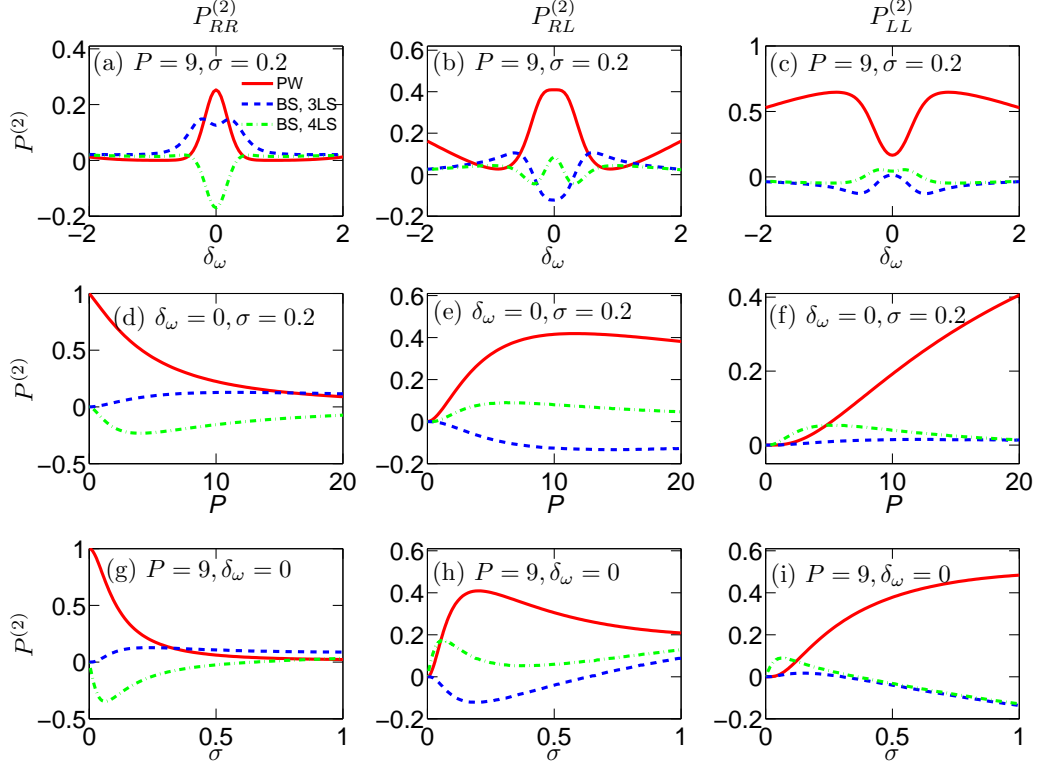 P_{RR}^{(2)} P_{RL}^{(2)} P_{LL}^{(2)}
(a) P = 9, σ = 0.2
PW
BS, 3LS
BS, 4LS
P^{(2)}
0.4
0.2
0
−0.2
−2 0 2
δ_ω
(b) P = 9, σ = 0.2
0.6
0.4
0.2
0
−0.2
−2 0 2
δ_ω
(c) P = 9, σ = 0.2
1
0.5
0
−0.5
−2 0 2
δ_ω
(d) δ_ω = 0, σ = 0.2
P^{(2)}
1
0.5
0
−0.5
0 10 20
P
(e) δ_ω = 0, σ = 0.2
0.6
0.4
0.2
0
−0.2
0 10 20
P
(f) δ_ω = 0, σ = 0.2
0.4
0.2
0
0 10 20
P
(g) P = 9, δ_ω = 0
P^{(2)}
1
0.5
0
−0.5
0 0.5 1
σ
(h) P = 9, δ_ω = 0
0.6
0.4
0.2
0
−0.2
0 0.5 1
σ
(i) P = 9, δ_ω = 0
0.6
0.4
0.2
0
−0.2
0 0.5 1
σ